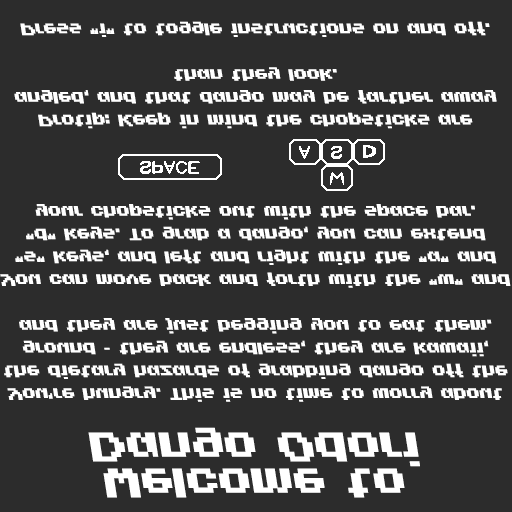 Welcome to
Dango Odori
You're hungry. This is no time to worry about
the dietary hazards of grabbing dango off the
ground - they are endless, they are kawaii,
and they are just begging you to eat them.
You can move back and forth with the "w" and
"s" keys, and left and right with the "a" and
"d" keys. To grab a dango, you can extend
your chopsticks out with the space bar.
W
SPACE A S D
Protip: Keep in mind the chopsticks are
angled, and that dango may be farther away
than they look.
Press "i" to toggle instructions on and off.